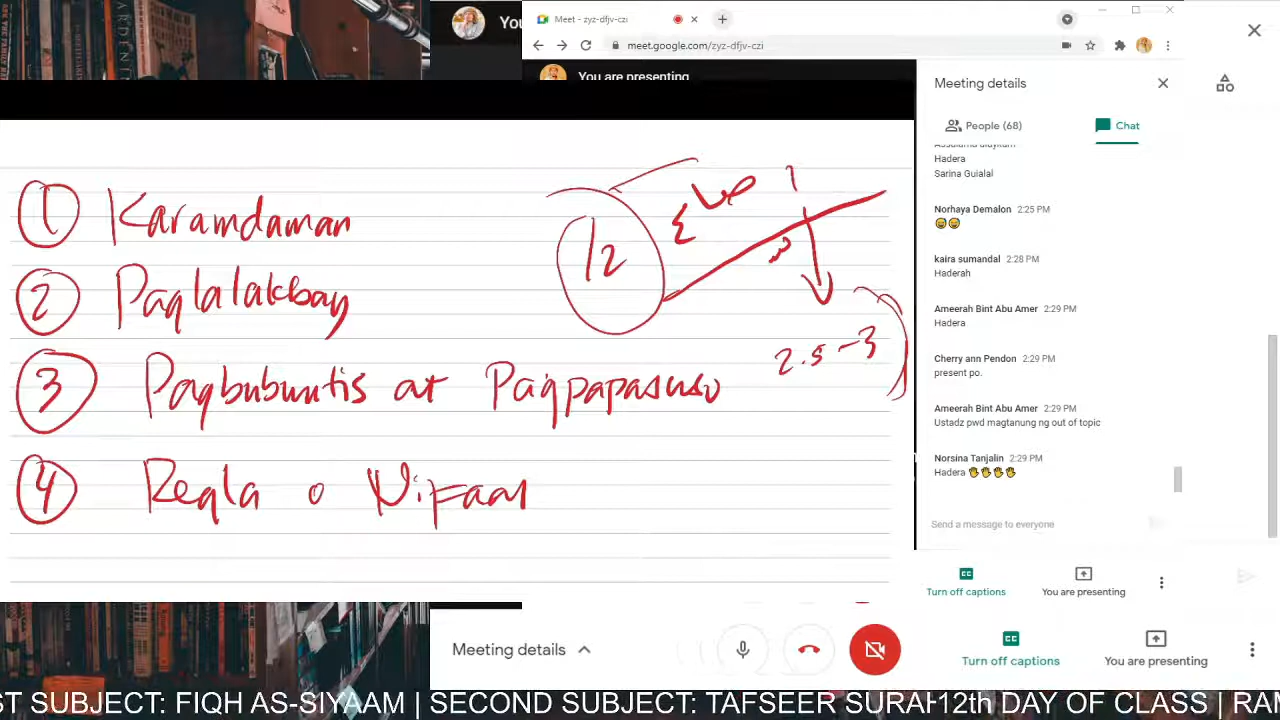 You
Meet - zyz-dfjv-czi
meet.google.com/zyz-dfjv-czi
You are presenting
Meeting details
People (68)
Chat
Assalamu alaykum
Hadera
Sarina Guialal
Norhaya Demalon 2:25 PM
😅😅
kaira sumandal 2:28 PM
Haderah
Ameerah Bint Abu Amer 2:29 PM
Hadera
Cherry ann Pendon 2:29 PM
present po.
Ameerah Bint Abu Amer 2:29 PM
Ustadz pwd magtanung ng out of topic
Norsina Tanjalin 2:29 PM
Hadera 🤚🤚🤚🤚
Send a message to everyone
Turn off captions
You are presenting
1 Karamdaman
2 Paglalakbay
3 Pagbubuntis at Pagpapasuso
4 Regla o Nifaas
12
2.5-3
Meeting details
Turn off captions
You are presenting
ST SUBJECT: FIQH AS-SIYAAM | SECOND SUBJECT: TAFSEER SURAH
12th DAY OF CLASS | RA